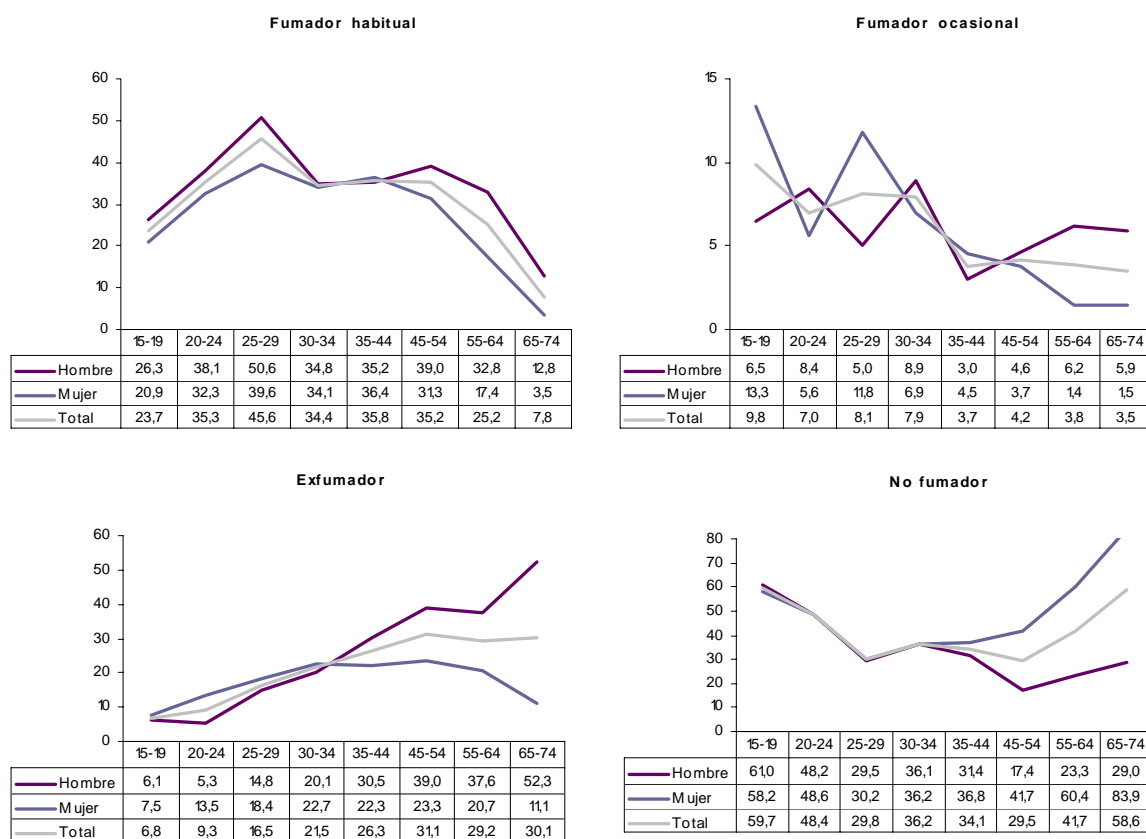 Fumador habitual
60
50
40
30
20
10
0
15-19 20-24 25-29 30-34 35-44 45-54 55-64 65-74
Hombre 26,3 38,1 50,6 34,8 35,2 39,0 32,8 12,8
Mujer 20,9 32,3 39,6 34,1 36,4 31,3 17,4 3,5
Total 23,7 35,3 45,6 34,4 35,8 35,2 25,2 7,8
Fumador ocasional
15
10
5
0
15-19 20-24 25-29 30-34 35-44 45-54 55-64 65-74
Hombre 6,5 8,4 5,0 8,9 3,0 4,6 6,2 5,9
Mujer 13,3 5,6 11,8 6,9 4,5 3,7 1,4 1,5
Total 9,8 7,0 8,1 7,9 3,7 4,2 3,8 3,5
Exfumador
60
50
40
30
20
10
0
15-19 20-24 25-29 30-34 35-44 45-54 55-64 65-74
Hombre 6,1 5,3 14,8 20,1 30,5 39,0 37,6 52,3
Mujer 7,5 13,5 18,4 22,7 22,3 23,3 20,7 11,1
Total 6,8 9,3 16,5 21,5 26,3 31,1 29,2 30,1
No fumador
80
70
60
50
40
30
20
10
0
15-19 20-24 25-29 30-34 35-44 45-54 55-64 65-74
Hombre 61,0 48,2 29,5 36,1 31,4 17,4 23,3 29,0
Mujer 58,2 48,6 30,2 36,2 36,8 41,7 60,4 83,9
Total 59,7 48,4 29,8 36,2 34,1 29,5 41,7 58,6